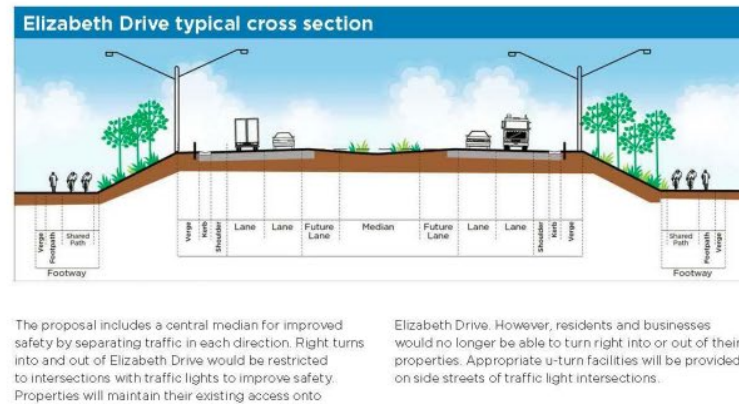 Elizabeth Drive typical cross section
Verge
Footpath
Shared
Path
Footway
Verge
Kerb
Shoulder
Lane
Lane
Future
Lane
Median
Future
Lane
Lane
Lane
Shoulder
Kerb
Verge
Shared
Path
Footpath
Verge
Footway
The proposal includes a central median for improved
safety by separating traffic in each direction. Right turns
into and out of Elizabeth Drive would be restricted
to intersections with traffic lights to improve safety.
Properties will maintain their existing access onto
Elizabeth Drive. However, residents and businesses
would no longer be able to turn right into or out of their
properties. Appropriate u-turn facilities will be provided
on side streets of traffic light intersections.